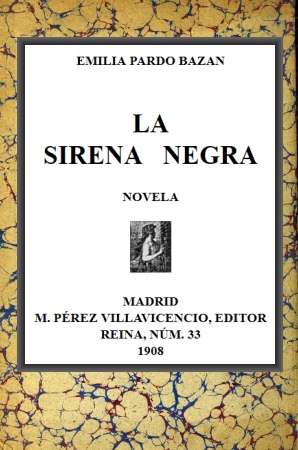 EMILIA PARDO BAZAN
LA
SIRENA NEGRA
NOVELA
MADRID
M. PÉREZ VILLAVICENCIO, EDITOR
REINA, NÚM. 33
1908